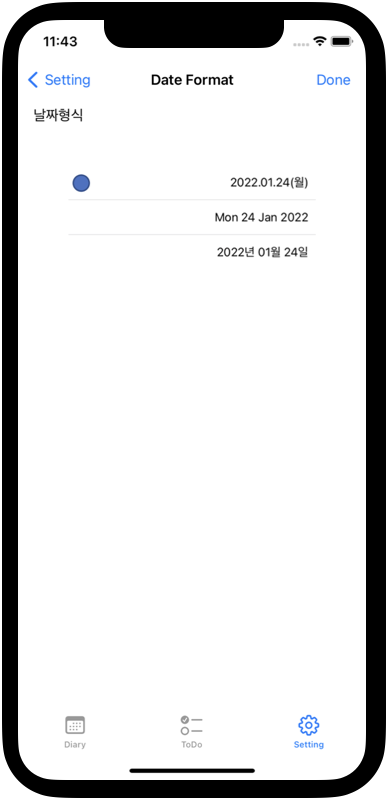 11:43
Setting
Date Format
Done
날짜형식
2022.01.24(월)
Mon 24 Jan 2022
2022년 01월 24일
Diary
ToDo
Setting